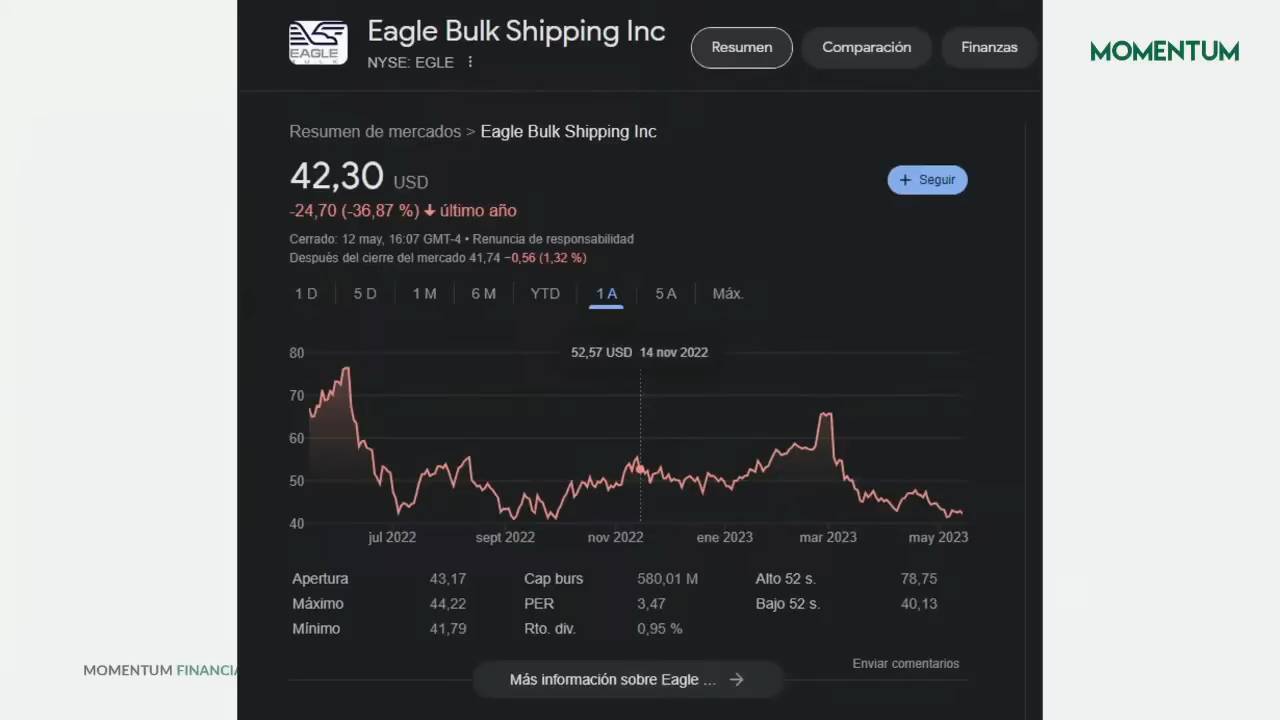 EAGLE
BULK
Eagle Bulk Shipping Inc
NYSE: EGLE
Resumen
Comparación
Finanzas
MOMENTUM
Resumen de mercados > Eagle Bulk Shipping Inc
42,30 USD
+ Seguir
-24,70 (-36,87 %) último año
Cerrado: 12 may, 16:07 GMT-4 • Renuncia de responsabilidad
Después del cierre del mercado 41,74 −0,56 (1,32 %)
1 D
5 D
1 M
6 M
YTD
1 A
5 A
Máx.
52,57 USD 14 nov 2022
80
70
60
50
40
jul 2022
sept 2022
nov 2022
ene 2023
mar 2023
may 2023
Apertura 43,17 Cap burs 580,01 M Alto 52 s. 78,75
Máximo 44,22 PER 3,47 Bajo 52 s. 40,13
Mínimo 41,79 Rto. div. 0,95 %
Enviar comentarios
MOMENTUM FINANCIA
Más información sobre Eagle ...